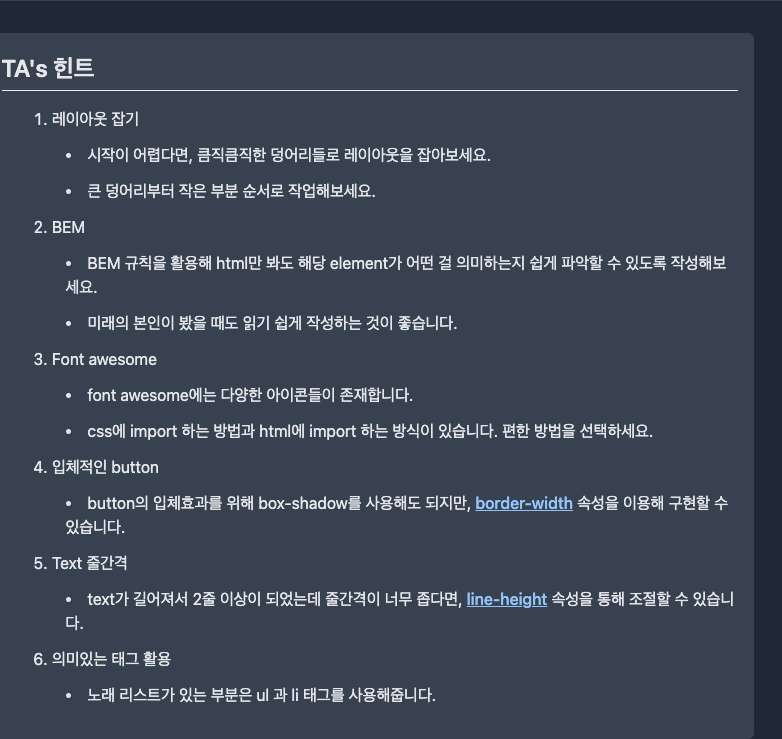 TA's 힌트
1. 레이아웃 잡기
• 시작이 어렵다면, 큼직큼직한 덩어리들로 레이아웃을 잡아보세요.
• 큰 덩어리부터 작은 부분 순서로 작업해보세요.
2. BEM
• BEM 규칙을 활용해 html만 봐도 해당 element가 어떤 걸 의미하는지 쉽게 파악할 수 있도록 작성해보
세요.
• 미래의 본인이 봤을 때도 읽기 쉽게 작성하는 것이 좋습니다.
3. Font awesome
• font awesome에는 다양한 아이콘들이 존재합니다.
• css에 import 하는 방법과 html에 import 하는 방식이 있습니다. 편한 방법을 선택하세요.
4. 입체적인 button
• button의 입체효과를 위해 box-shadow를 사용해도 되지만, border-width 속성을 이용해 구현할 수
있습니다.
5. Text 줄간격
• text가 길어져서 2줄 이상이 되었는데 줄간격이 너무 좁다면, line-height 속성을 통해 조절할 수 있습니
다.
6. 의미있는 태그 활용
• 노래 리스트가 있는 부분은 ul 과 li 태그를 사용해줍니다.